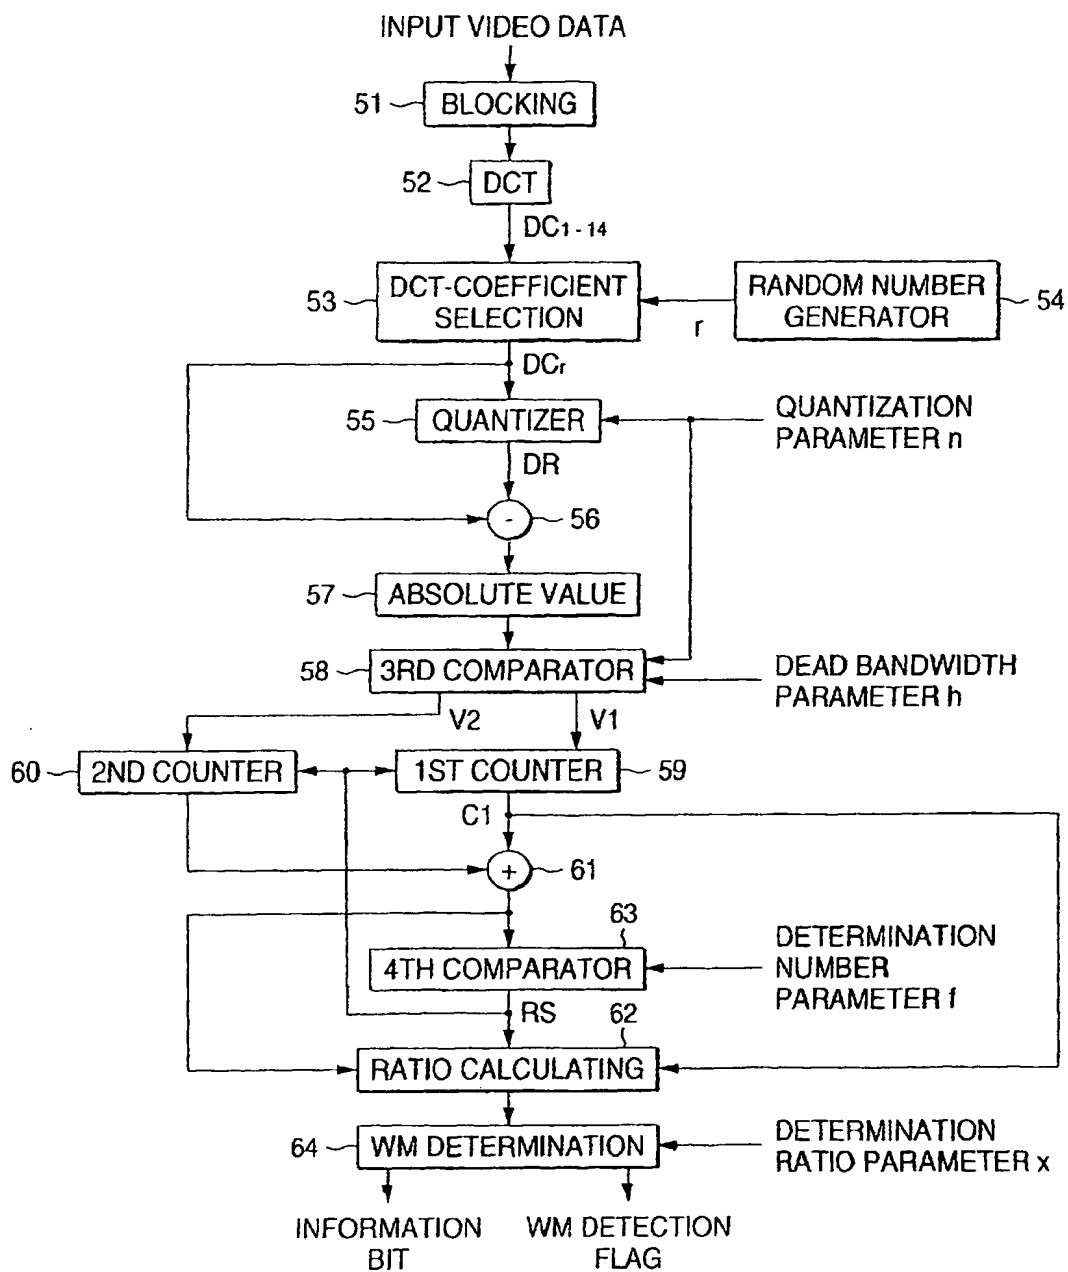 INPUT VIDEO DATA
51
BLOCKING
52
DCT
DC1-14
53
DCT-COEFFICIENT
SELECTION
RANDOM NUMBER
GENERATOR
54
r
DCr
55
QUANTIZER
QUANTIZATION
PARAMETER n
DR
-
56
57
ABSOLUTE VALUE
58
3RD COMPARATOR
DEAD BANDWIDTH
PARAMETER h
V2
V1
60
2ND COUNTER
1ST COUNTER
59
C1
+
61
63
4TH COMPARATOR
DETERMINATION
NUMBER
PARAMETER f
RS
62
RATIO CALCULATING
64
WM DETERMINATION
DETERMINATION
RATIO PARAMETER x
INFORMATION
BIT
WM DETECTION
FLAG